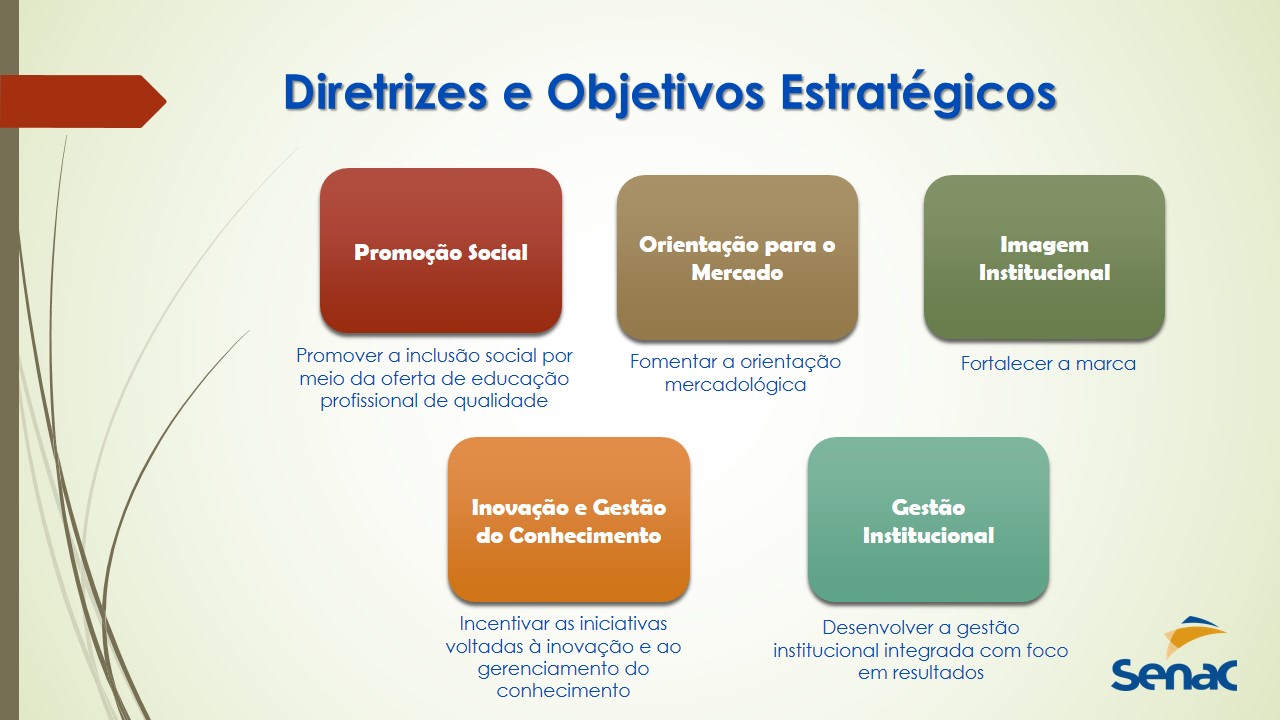 Diretrizes e Objetivos Estratégicos
Promoção Social
Promover a inclusão social por
meio da oferta de educação
profissional de qualidade
Orientação para o
Mercado
Fomentar a orientação
mercadológica
Imagem
Institucional
Fortalecer a marca
Inovação e Gestão
do Conhecimento
Incentivar as iniciativas
voltadas à inovação e ao
gerenciamento do
conhecimento
Gestão
Institucional
Desenvolver a gestão
institucional integrada com foco
em resultados
Senac